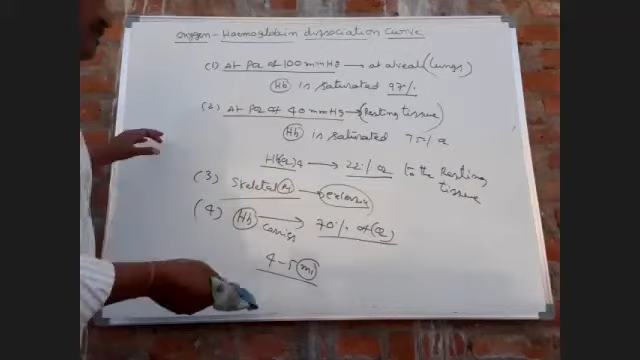 Oxygen - Haemoglobin dissociation Curve
(1) At PO2 of 100 mmHg → at alveoli (lungs)
Hb is saturated 97%
(2) At PO2 of 40 mmHg → (Resting tissue)
Hb is saturated 75% O2
Hb(O2)4 → 22% O2 to the Resting tissue
(3) Skeletal
(4) Hb carries → 70% of O2
4-5 ml